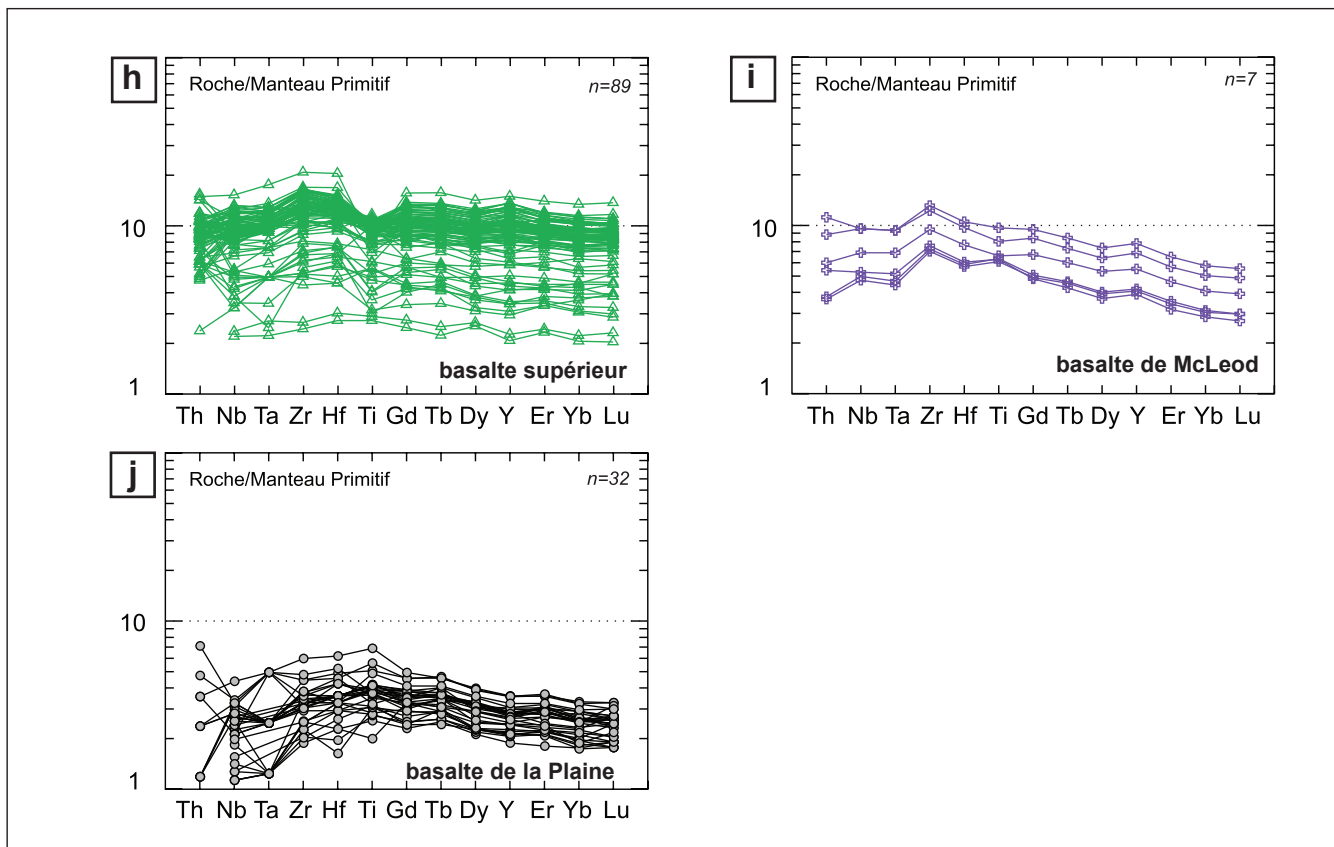 h
Roche/Manteau Primitif
n=89
10
1
basalte supérieur
Th Nb Ta Zr Hf Ti Gd Tb Dy Y Er Yb Lu
i
Roche/Manteau Primitif
n=7
10
1
basalte de McLeod
Th Nb Ta Zr Hf Ti Gd Tb Dy Y Er Yb Lu
j
Roche/Manteau Primitif
n=32
10
1
basalte de la Plaine
Th Nb Ta Zr Hf Ti Gd Tb Dy Y Er Yb Lu